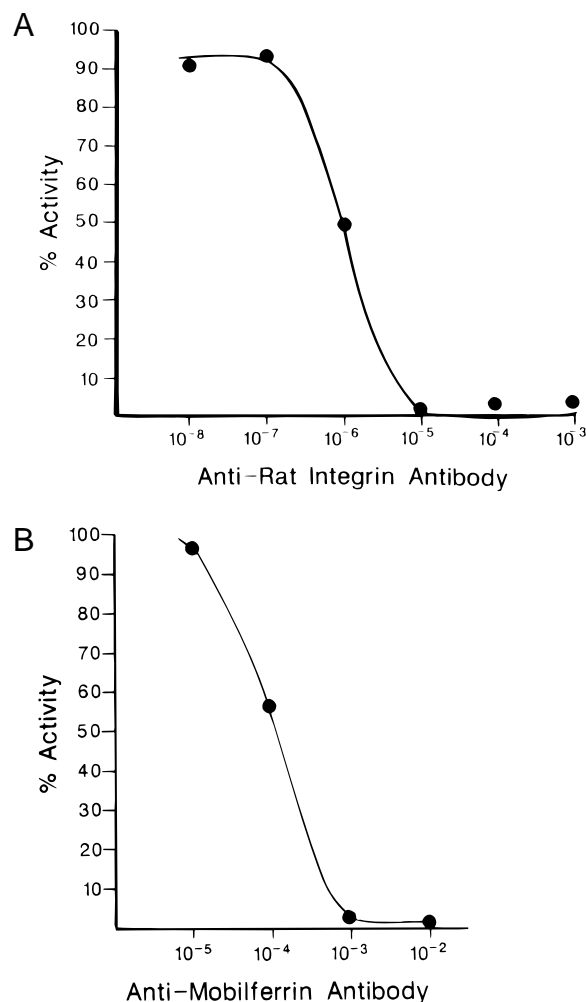 A
100
90
80
70
60
50
40
30
20
10
% Activity
10⁻⁸ 10⁻⁷ 10⁻⁶ 10⁻⁵ 10⁻⁴ 10⁻³
Anti-Rat Integrin Antibody
B
100
90
80
70
60
50
40
30
20
10
% Activity
10⁻⁵ 10⁻⁴ 10⁻³ 10⁻²
Anti-Mobilferrin Antibody